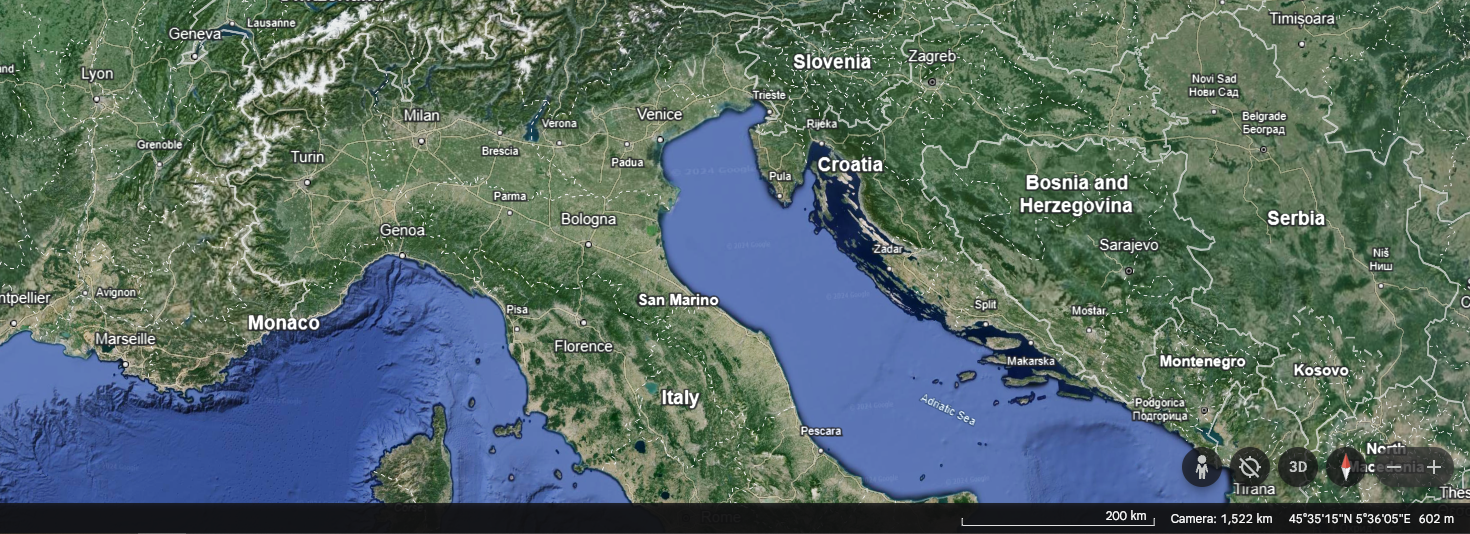 Lausanne
Geneva
Timișoara
Slovenia
Zagreb
Lyon
Novi Sad
Нови Сад
Trieste
Milan
Venice
Verona
Rijeka
Belgrade
Београд
Grenoble
Brescia
Turin
Padua
Croatia
Pula
Bosnia and
Herzegovina
Parma
Bologna
Serbia
Genoa
Sarajevo
Zadar
Niš
Ниш
Avignon
ntpellier
San Marino
Split
Pisa
Mostar
Monaco
Marseille
Florence
Makarska
Montenegro
Kosovo
Italy
Adriatic Sea
Podgorica
Подгорица
Pescara
North
Macedonia
3D
Tirana
Thes
Rome
200 km
Camera: 1,522 km 45°35'15"N 5°36'05"E 602 m